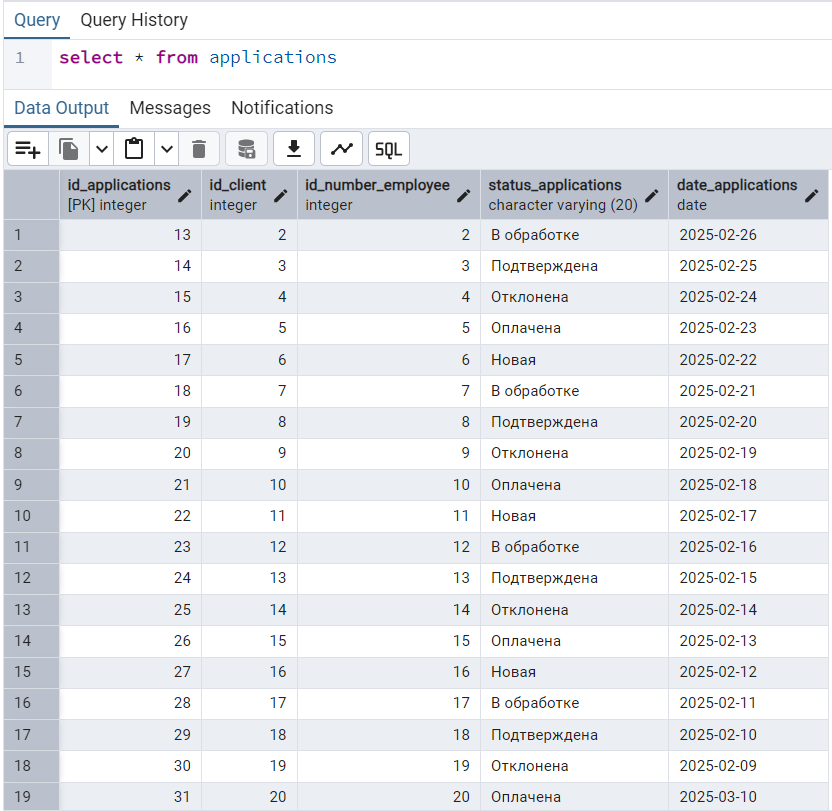 Query Query History
1 select * from applications
Data Output Messages Notifications
SQL
id_applications id_client id_number_employee status_applications date_applications
[PK] integer integer integer character varying (20) date
1 13 2 2 В обработке 2025-02-26
2 14 3 3 Подтверждена 2025-02-25
3 15 4 4 Отклонена 2025-02-24
4 16 5 5 Оплачена 2025-02-23
5 17 6 6 Новая 2025-02-22
6 18 7 7 В обработке 2025-02-21
7 19 8 8 Подтверждена 2025-02-20
8 20 9 9 Отклонена 2025-02-19
9 21 10 10 Оплачена 2025-02-18
10 22 11 11 Новая 2025-02-17
11 23 12 12 В обработке 2025-02-16
12 24 13 13 Подтверждена 2025-02-15
13 25 14 14 Отклонена 2025-02-14
14 26 15 15 Оплачена 2025-02-13
15 27 16 16 Новая 2025-02-12
16 28 17 17 В обработке 2025-02-11
17 29 18 18 Подтверждена 2025-02-10
18 30 19 19 Отклонена 2025-02-09
19 31 20 20 Оплачена 2025-03-10